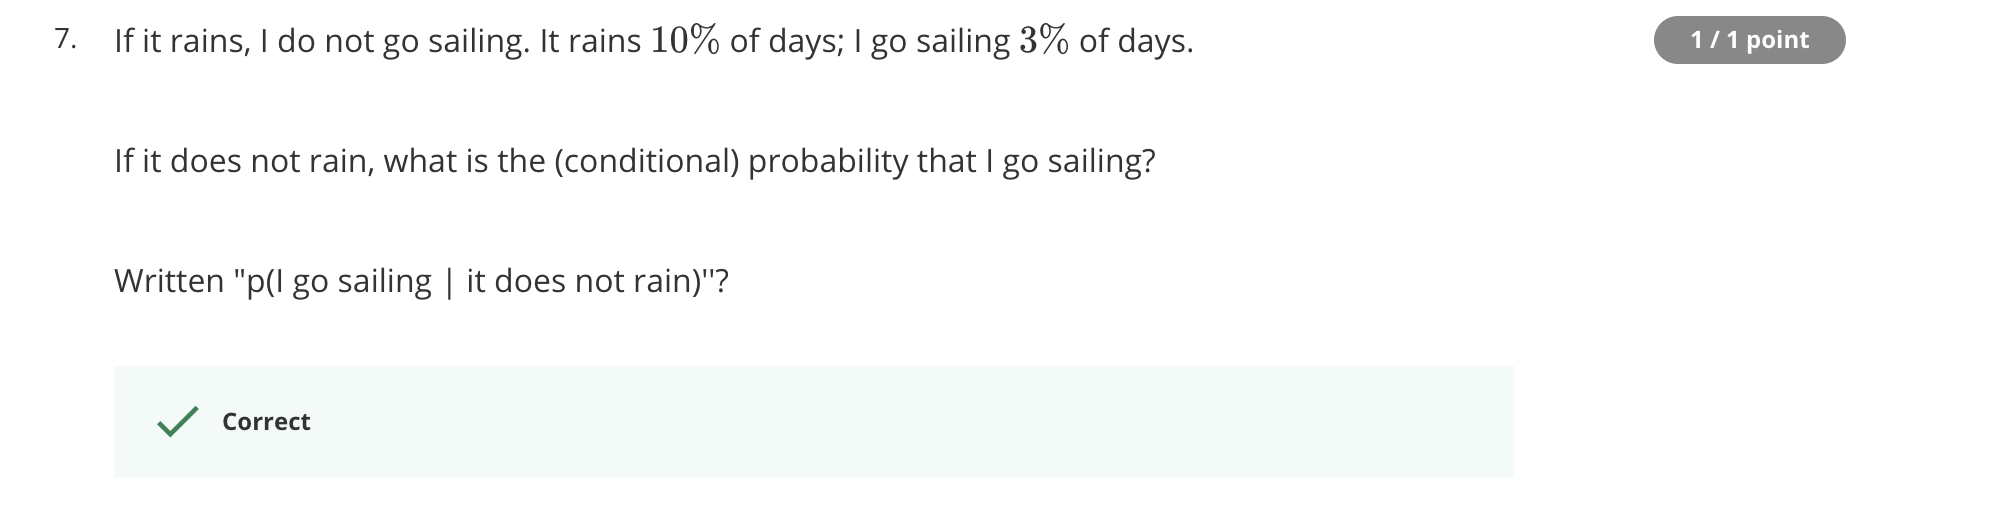 7. If it rains, I do not go sailing. It rains 10% of days; I go sailing 3% of days.
1 / 1 point
If it does not rain, what is the (conditional) probability that I go sailing?
Written "p(I go sailing | it does not rain)''?
Correct